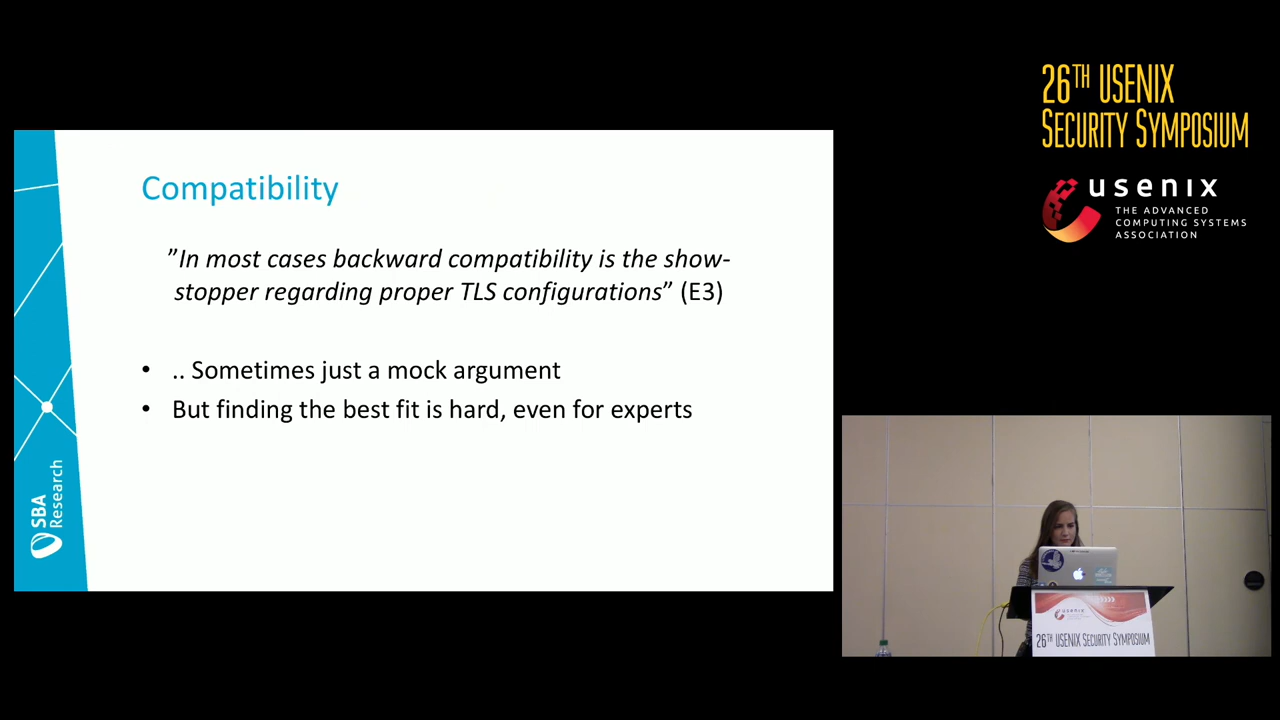 26TH USENIX
SECURITY SYMPOSIUM
usenix
THE ADVANCED
COMPUTING SYSTEMS
ASSOCIATION
Compatibility
”In most cases backward compatibility is the show-
stopper regarding proper TLS configurations” (E3)
• .. Sometimes just a mock argument
• But finding the best fit is hard, even for experts
SBA
Research
usenix
26TH USENIX SECURITY SYMPOSIUM